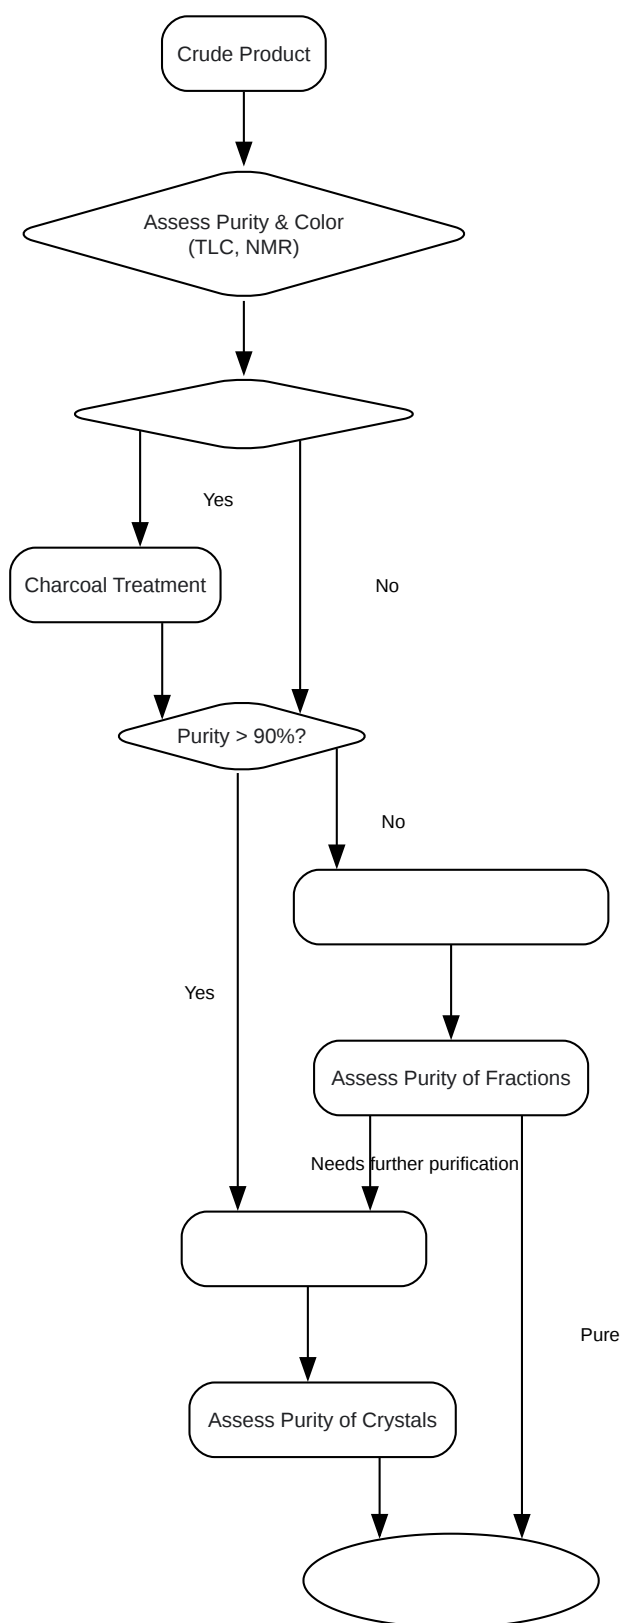 Crude Product
Assess Purity & Color
(TLC, NMR)
Yes
Charcoal Treatment
No
Purity > 90%?
No
Yes
Assess Purity of Fractions
Needs further purification
Pure
Assess Purity of Crystals